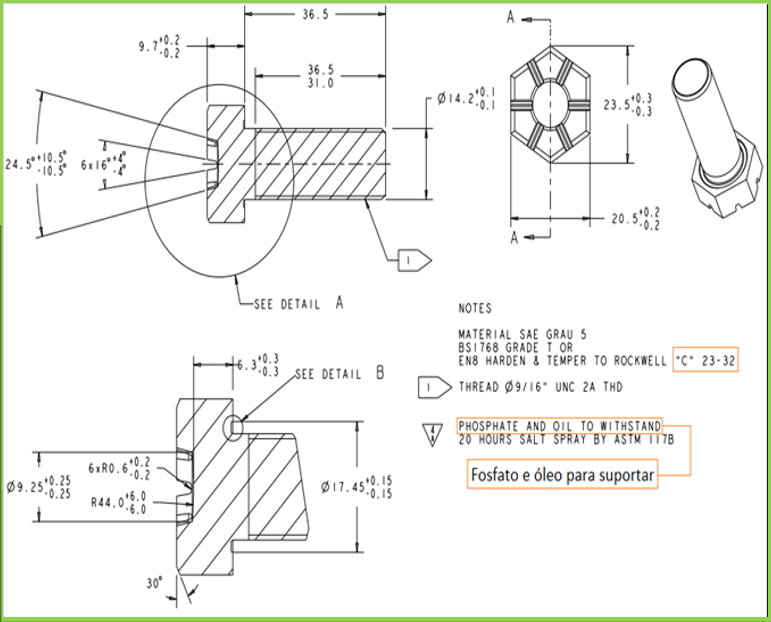 36.5
9.7+0.2
-0.2
36.5
31.0
Ø14.2+0.1
-0.1
24.5°+10.5°
-10.5°
6x16°+4°
-4°
1
SEE DETAIL A
A
23.5+0.3
-0.3
20.5+0.2
-0.2
A
NOTES
MATERIAL SAE GRAU 5
BS1768 GRADE T OR
EN8 HARDEN & TEMPER TO ROCKWELL "C" 23-32
1 THREAD Ø9/16" UNC 2A THD
4
PHOSPHATE AND OIL TO WITHSTAND
20 HOURS SALT SPRAY BY ASTM 117B
Fosfato e óleo para suportar
6.3+0.3
-0.3
SEE DETAIL B
6xR0.6+0.2
-0.2
Ø9.25+0.25
-0.25
R44.0+6.0
-6.0
Ø17.45+0.15
-0.15
30°